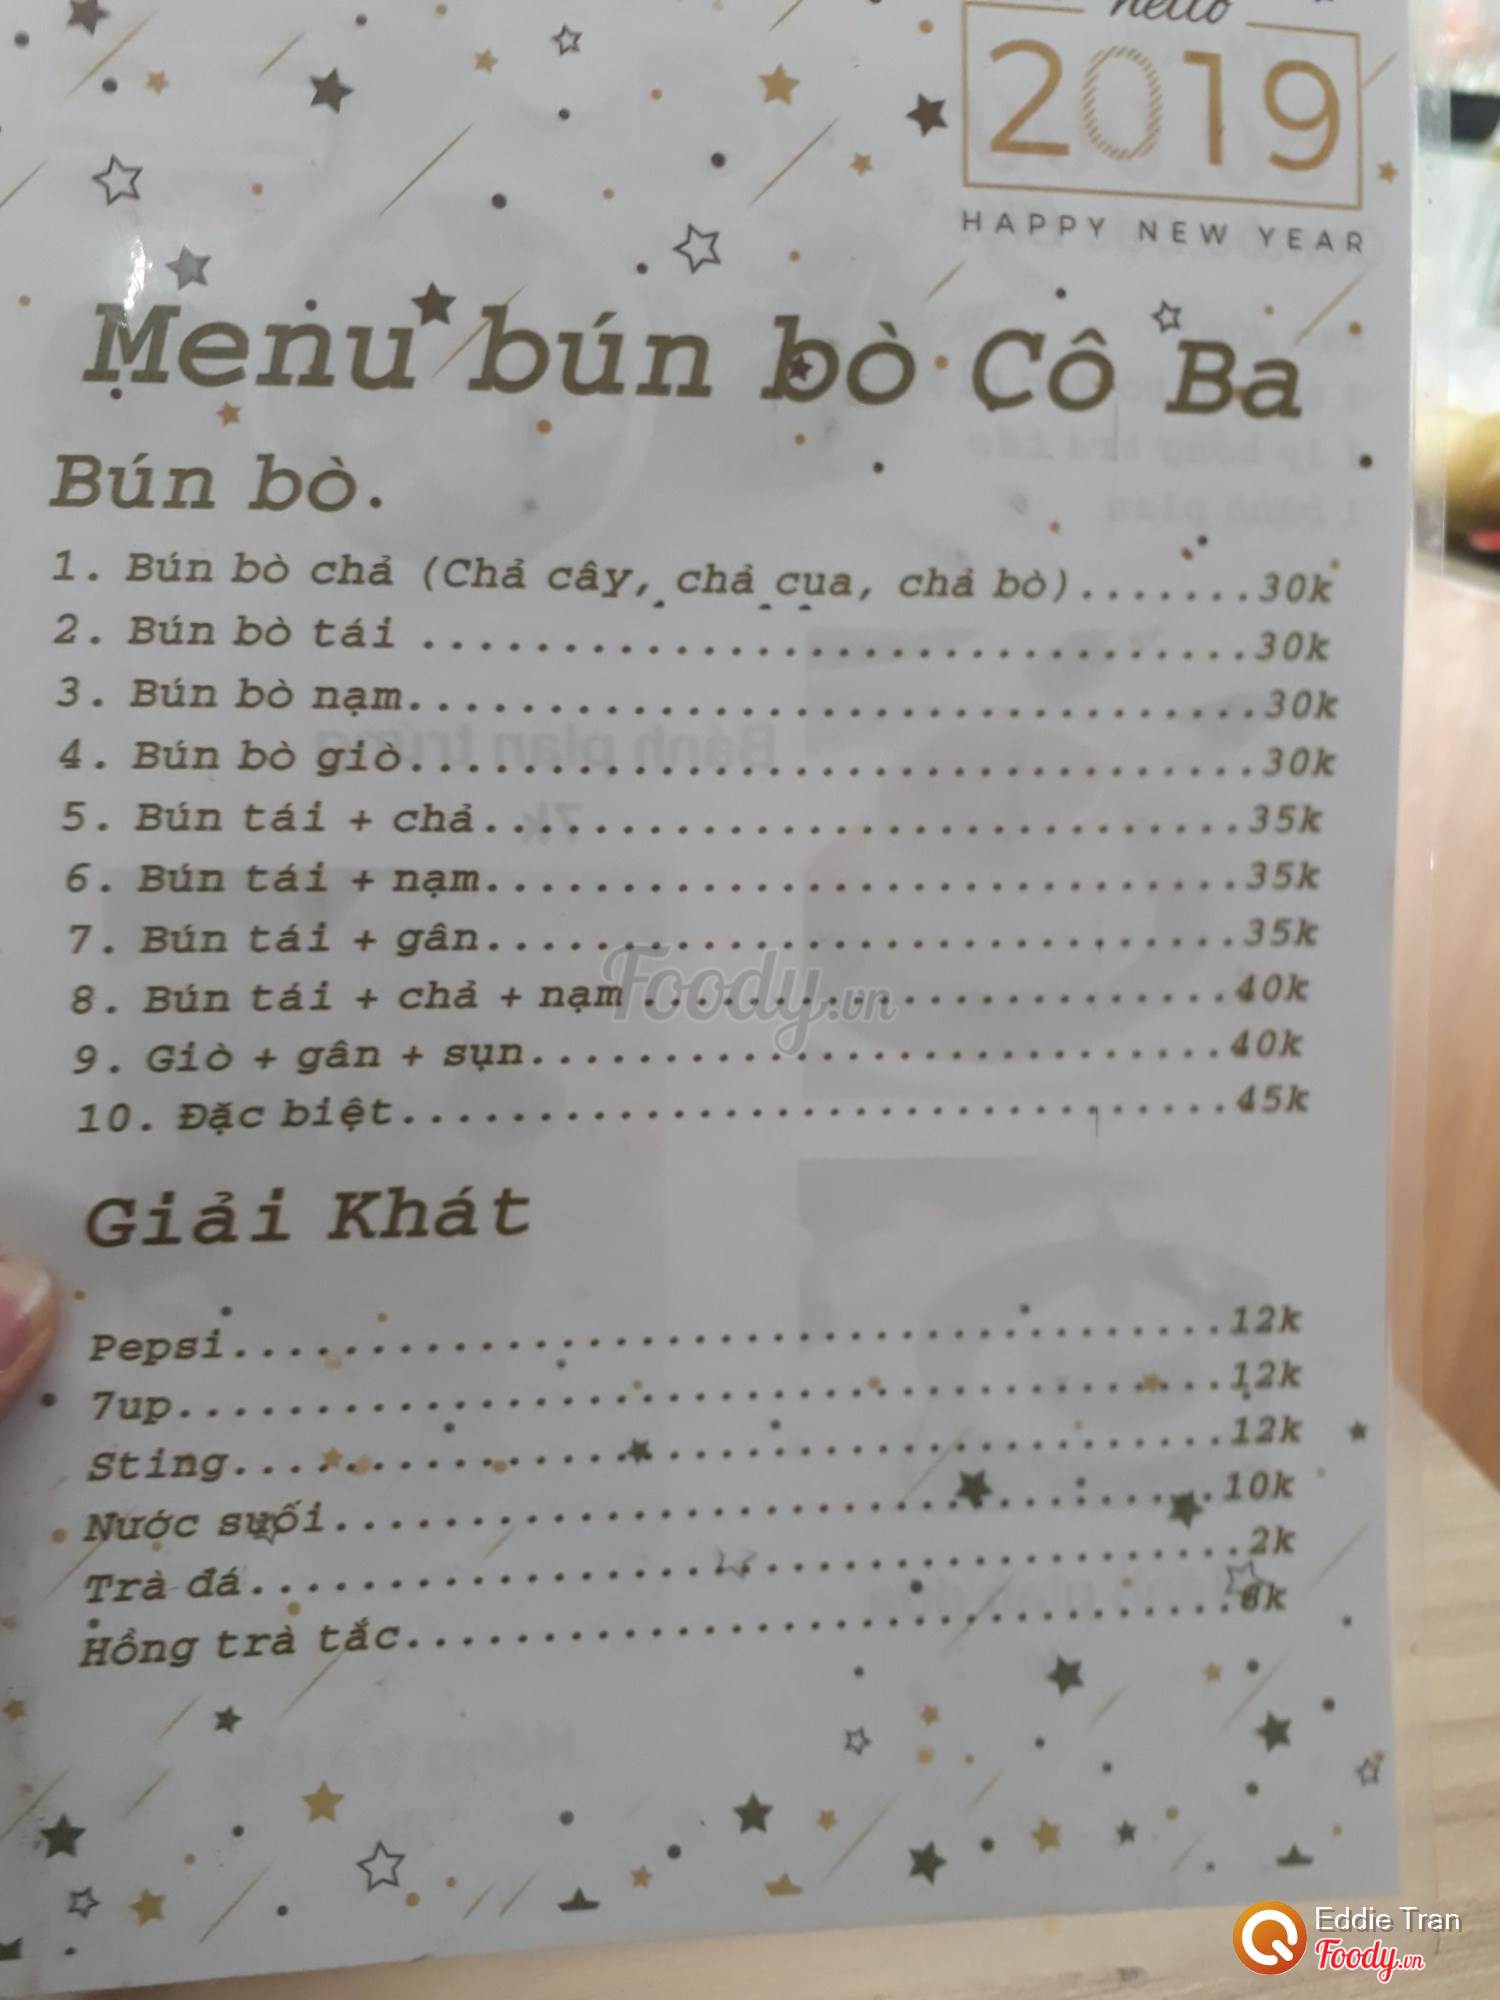 hello
2019
HAPPY NEW YEAR
Menu bún bò Cô Ba
Bún bò.
1. Bún bò chả (Chả cây, chả cua, chả bò).......30k
2. Bún bò tái ..............................30k
3. Bún bò nạm..............................30k
4. Bún bò giò..............................30k
5. Bún tái + chả...........................35k
6. Bún tái + nạm...........................35k
7. Bún tái + gân...........................35k
8. Bún tái + chả + nạm .....................40k
9. Giò + gân + sụn.........................40k
10. Đặc biệt..............................45k
Giải Khát
Pepsi....................................12k
7up......................................12k
Sting....................................12k
Nước suối................................10k
Trà đá....................................2k
Hồng trà tắc..............................
Bánh plan trứng
7k
Foody.vn
Eddie Tran
Foody.vn